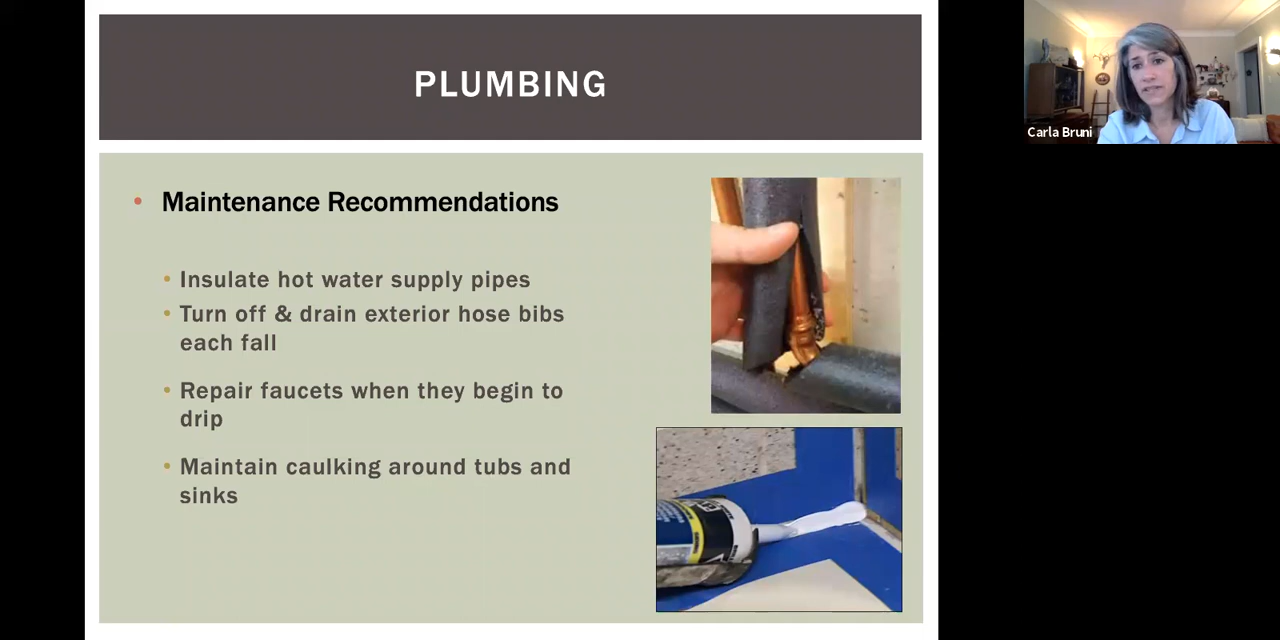 PLUMBING
Carla Bruni
• Maintenance Recommendations
• Insulate hot water supply pipes
• Turn off & drain exterior hose bibs
each fall
• Repair faucets when they begin to
drip
• Maintain caulking around tubs and
sinks